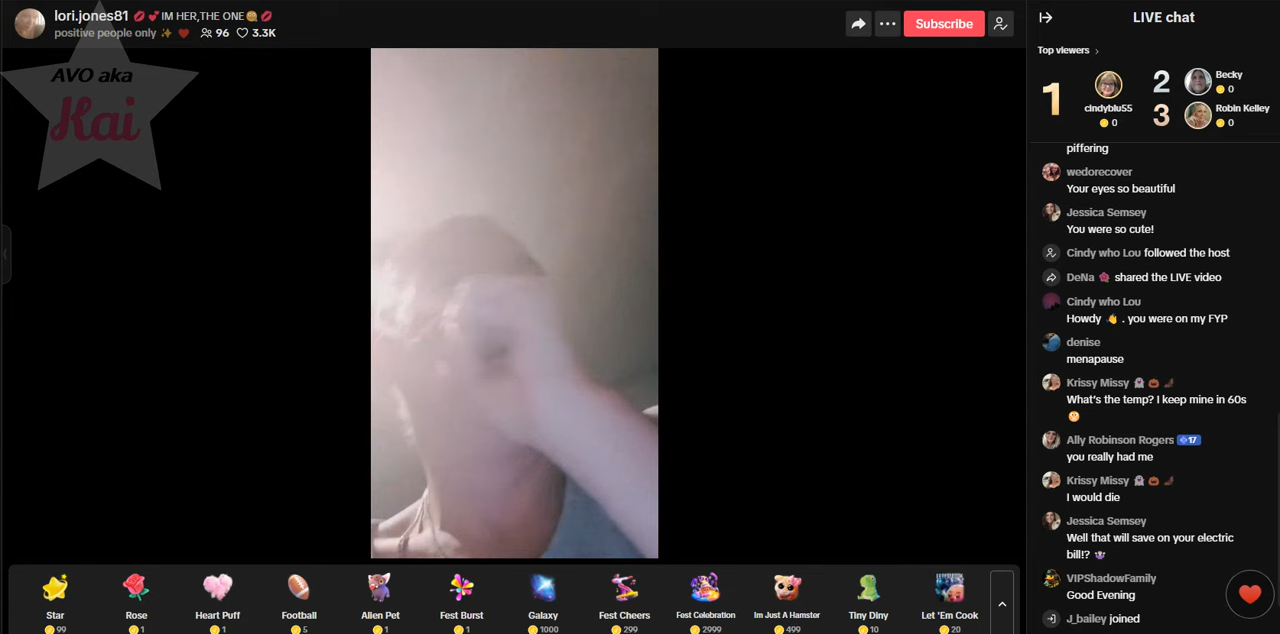 lori.jones81 💋💕IM HER,THE ONE😊💋
positive people only ✨ ❤️ 96 3.3K
Subscribe
AVO aka
Kai
LIVE chat
Top viewers >
1
cindyblu55
0
2
Becky
0
3
Robin Kelley
0
piffering
wedorecover
Your eyes so beautiful
Jessica Semsey
You were so cute!
Cindy who Lou followed the host
DeNa 🌺 shared the LIVE video
Cindy who Lou
Howdy 👋 . you were on my FYP
denise
menapause
Krissy Missy 👻 🎃 🍂
What's the temp? I keep mine in 60s
Ally Robinson Rogers 17
you really had me
Krissy Missy 👻 🎃 🍂
I would die
Jessica Semsey
Well that will save on your electric
bill!? 🤷‍♀️
VIPShadowFamily
Good Evening
J_bailey joined
Star
99
Rose
1
Heart Puff
1
Football
5
Alien Pet
1
Fest Burst
1
Galaxy
1000
Fest Cheers
299
Fest Celebration
2999
Im Just A Hamster
499
Tiny Diny
10
Let 'Em Cook
20